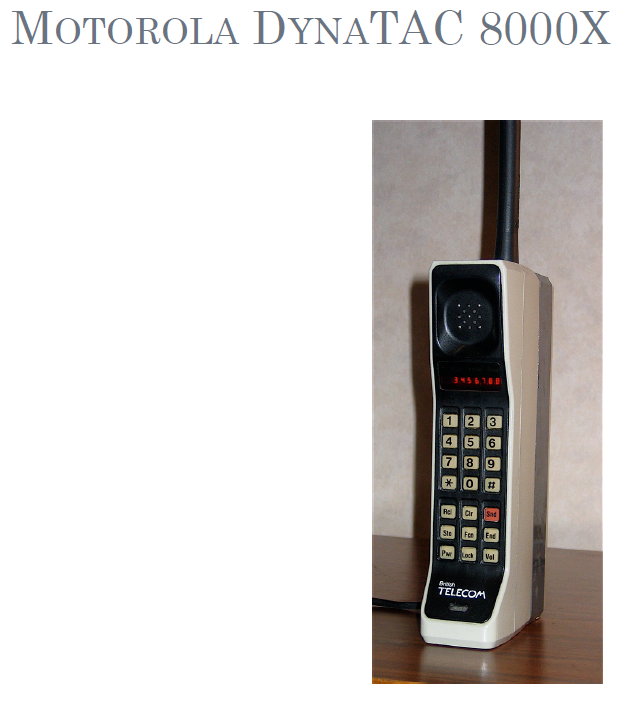 Motorola DynaTAC 8000X
3456788
1 2 3
4 5 6
7 8 9
* 0 #
Rcl Clr Snd
Sto Fcn End
Pwr Lock Vol
British
TELECOM